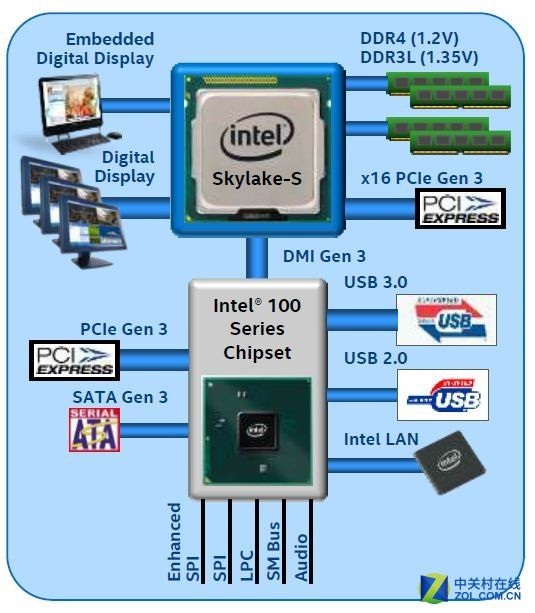 Embedded
Digital Display
DDR4 (1.2V)
DDR3L (1.35V)
intel
Skylake-S
Digital
Display
x16 PCIe Gen 3
PCI
EXPRESS
DMI Gen 3
Intel® 100
Series
Chipset
USB 3.0
USB
PCIe Gen 3
PCI
EXPRESS
USB 2.0
USB
SATA Gen 3
SERIAL
ATA
intel
Intel LAN
intel
Enhanced
SPI
SPI
LPC
SM Bus
Audio
Z
中关村在线
ZOL.COM.CN